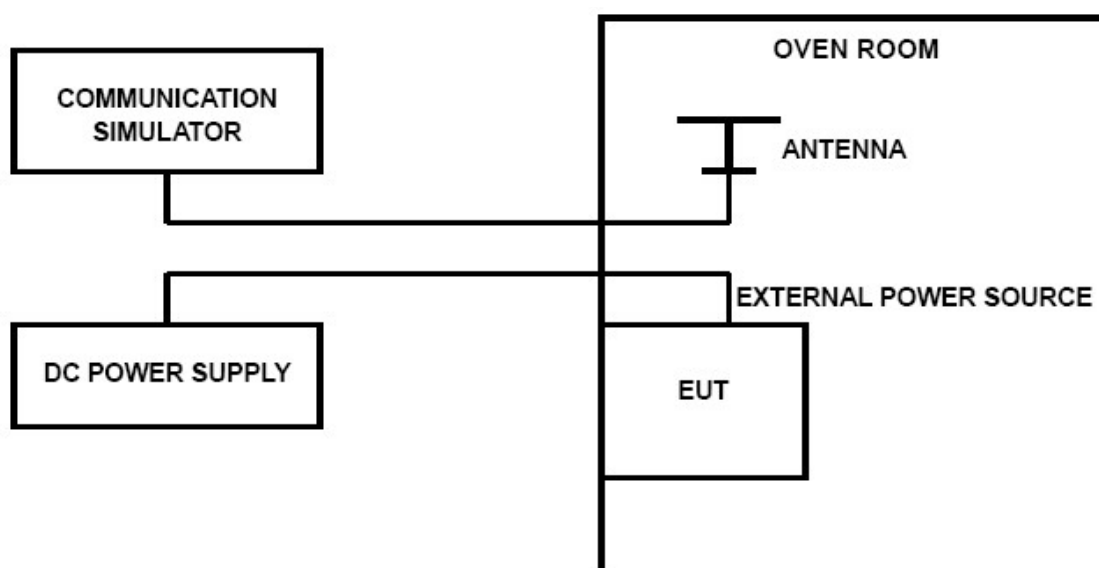 OVEN ROOM
COMMUNICATION
SIMULATOR
ANTENNA
EXTERNAL POWER SOURCE
DC POWER SUPPLY
EUT